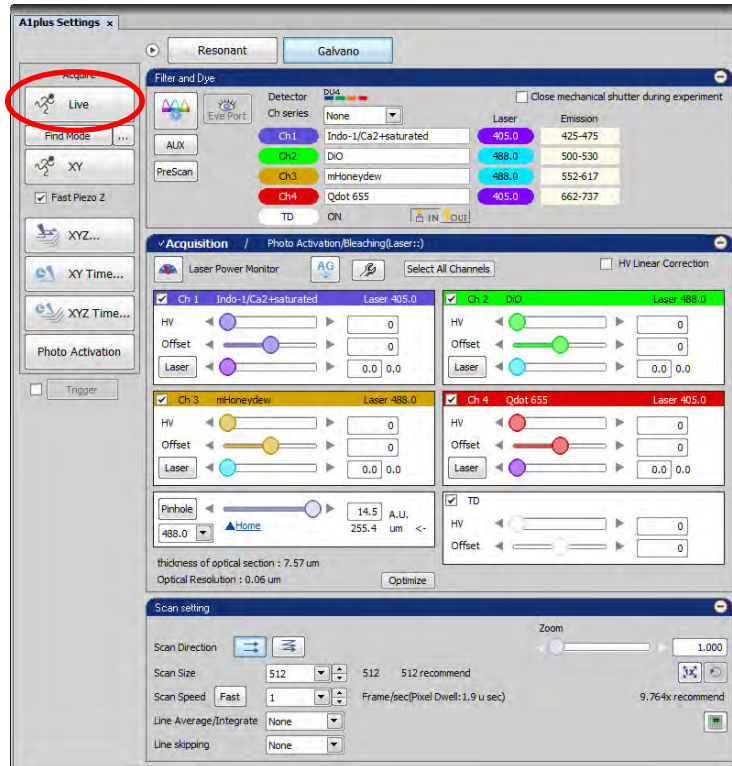 A1plus Settings x
Resonant Galvano
Acquire
Live
Find Mode ...
XY
Fast Piezo Z
XYZ...
XY Time...
XYZ Time...
Photo Activation
Trigger
Filter and Dye
Detector DU4 Close mechanical shutter during experiment
Eye Port Ch series None Laser Emission
AUX Ch1 Indo-1/Ca2+saturated 405.0 425-475
Ch2 DiO 488.0 500-530
PreScan Ch3 mHoneydew 488.0 552-617
Ch4 Qdot 655 405.0 662-737
TD ON IN OUT
Acquisition / Photo Activation/Bleaching(Laser::)
Laser Power Monitor AG Select All Channels HV Linear Correction
Ch 1 Indo-1/Ca2+saturated Laser 405.0
HV 0
Offset 0
Laser 0.0 0.0
Ch 2 DiO Laser 488.0
HV 0
Offset 0
Laser 0.0 0.0
Ch 3 mHoneydew Laser 488.0
HV 0
Offset 0
Laser 0.0 0.0
Ch 4 Qdot 655 Laser 405.0
HV 0
Offset 0
Laser 0.0 0.0
Pinhole 14.5 A.U.
488.0 Home 255.4 um <-
TD
HV 0
Offset 0
thickness of optical section : 7.57 um
Optical Resolution : 0.06 um Optimize
Scan setting
Zoom
Scan Direction 1.000
Scan Size 512 512 512 recommend 1X
Scan Speed Fast 1 Frame/sec(Pixel Dwell:1.9 u sec) 9.764x recommend
Line Average/Integrate None
Line skipping None